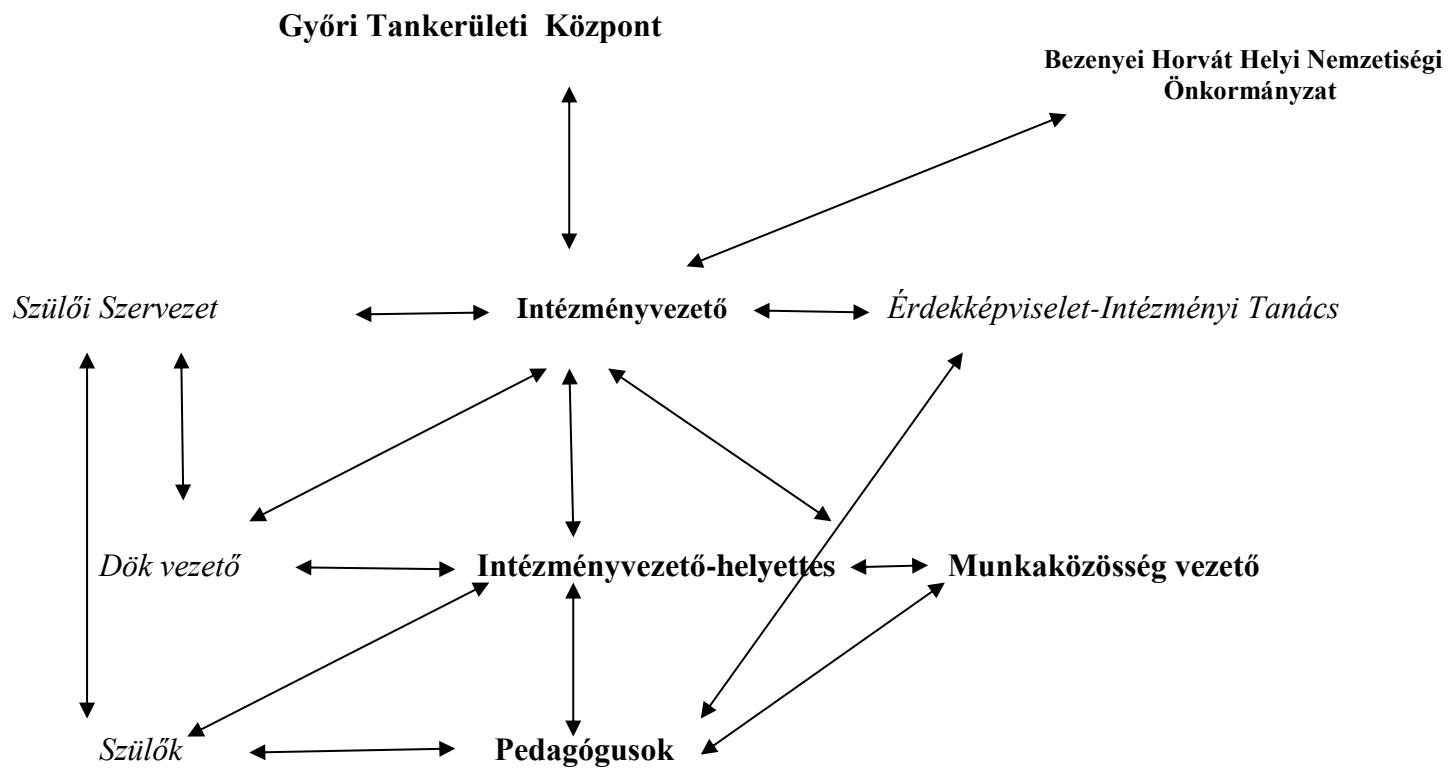 Győri Tankerületi Központ
Bezenyei Horvát Helyi Nemzetiségi
Önkormányzat
Szülői Szervezet
Intézményvezető
Érdekképviselet-Intézményi Tanács
Dök vezető
Intézményvezető-helyettes
Munkaközösség vezető
Szülők
Pedagógusok